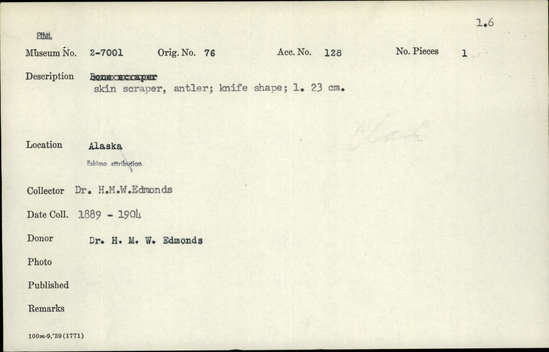 1.6
Museum No. 2-7001 Orig. No. 76 Acc. No. 128 No. Pieces 1
Description Bone scraper
skin scraper, antler; knife shape; l. 23 cm.
Location Alaska
Eskimo attribution
Collector Dr. H.M.W.Edmonds
Date Coll. 1889 - 1904
Donor Dr. H. M. W. Edmonds
Photo
Published
Remarks
100m-9,'39(1771)